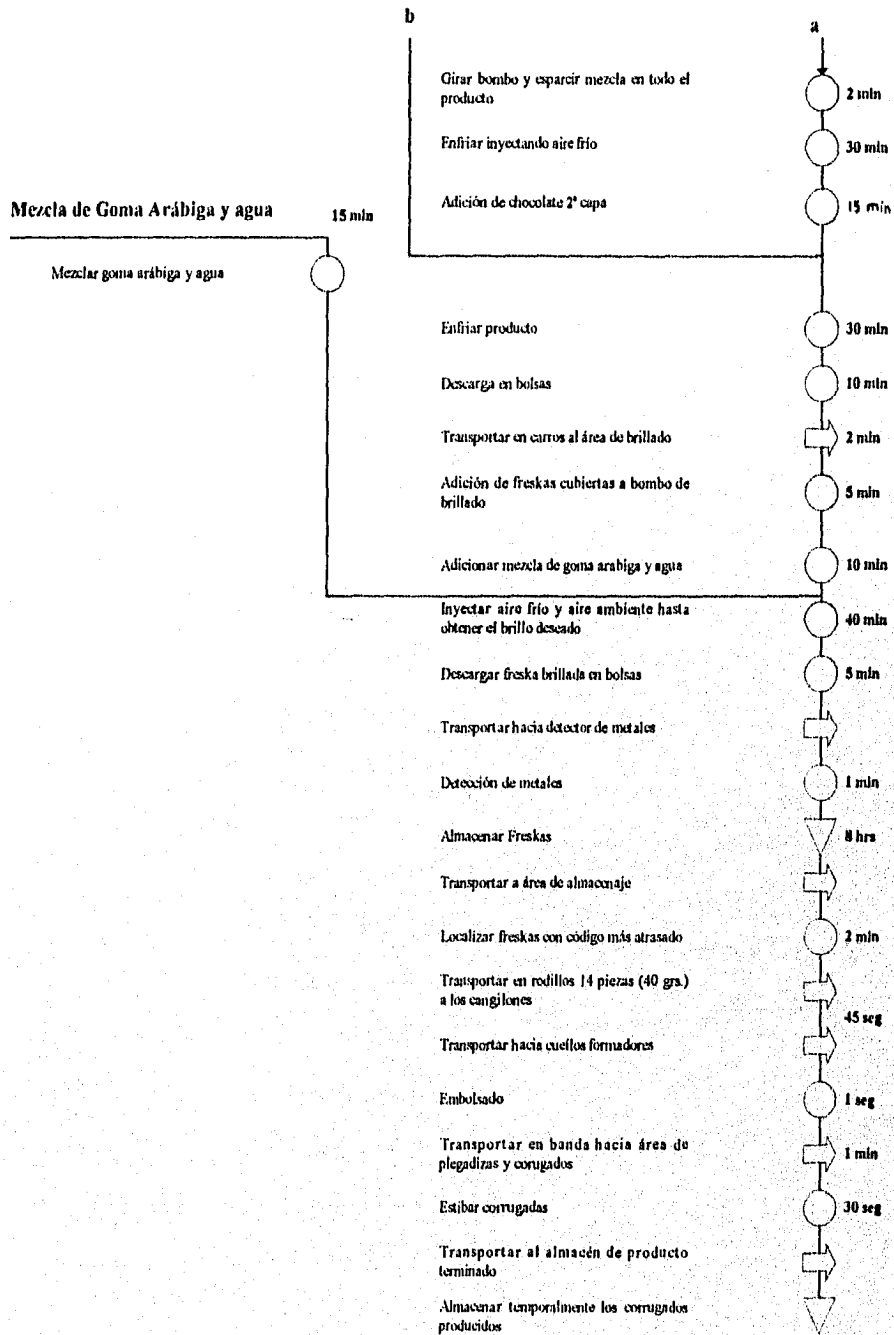 b
a
Girar bombo y esparcir mezcla en todo el
producto
2 min
Enfriar inyectando aire frío
30 min
Adición de chocolate 2ª capa
15 min
Mezcla de Goma Arábiga y agua
15 min
Mezclar goma arábiga y agua
Enfriar producto
30 min
Descarga en bolsas
10 min
Transportar en carros al área de brillado
2 min
Adición de freskas cubiertas a bombo de
brillado
5 min
Adicionar mezcla de goma arabiga y agua
10 min
Inyectar aire frío y aire ambiente hasta
obtener el brillo deseado
40 min
Descargar freska brillada en bolsas
5 min
Transportar hacia detector de metales
Detección de metales
1 min
Almacenar Freskas
8 hrs
Transportar a área de almacenaje
Localizar freskas con código más atrasado
2 min
Transportar en rodillos 14 piezas (40 grs.)
a los cangilones
45 seg
Transportar hacia cuellos formadores
Embolsado
1 seg
Transportar en banda hacia área de
plegadizas y corugados
1 min
Estibar corrugadas
30 seg
Transportar al almacén de producto
terminado
Almacenar temporalmente los corrugados
producidos